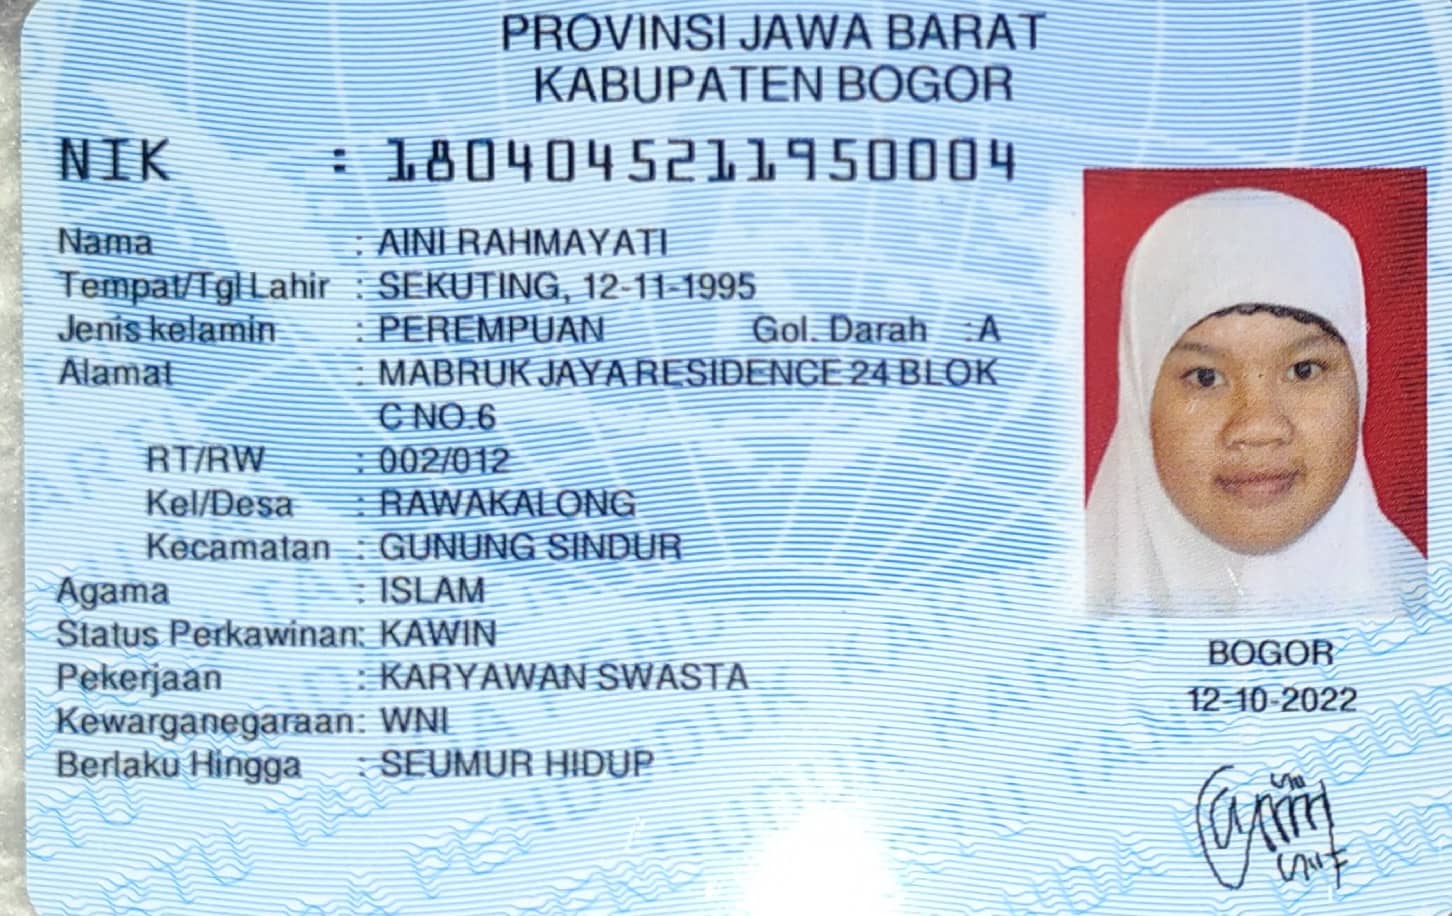 PROVINSI JAWA BARAT
KABUPATEN BOGOR
NIK : 1804045211950004
Nama : AINI RAHMAYATI
Tempat/Tgl Lahir : SEKUTING, 12-11-1995
Jenis kelamin : PEREMPUAN Gol. Darah : A
Alamat : MABRUK JAYA RESIDENCE 24 BLOK
C NO.6
RT/RW : 002/012
Kel/Desa : RAWAKALONG
Kecamatan : GUNUNG SINDUR
Agama : ISLAM
Status Perkawinan: KAWIN
Pekerjaan : KARYAWAN SWASTA
Kewarganegaraan: WNI
Berlaku Hingga : SEUMUR HIDUP
BOGOR
12-10-2022